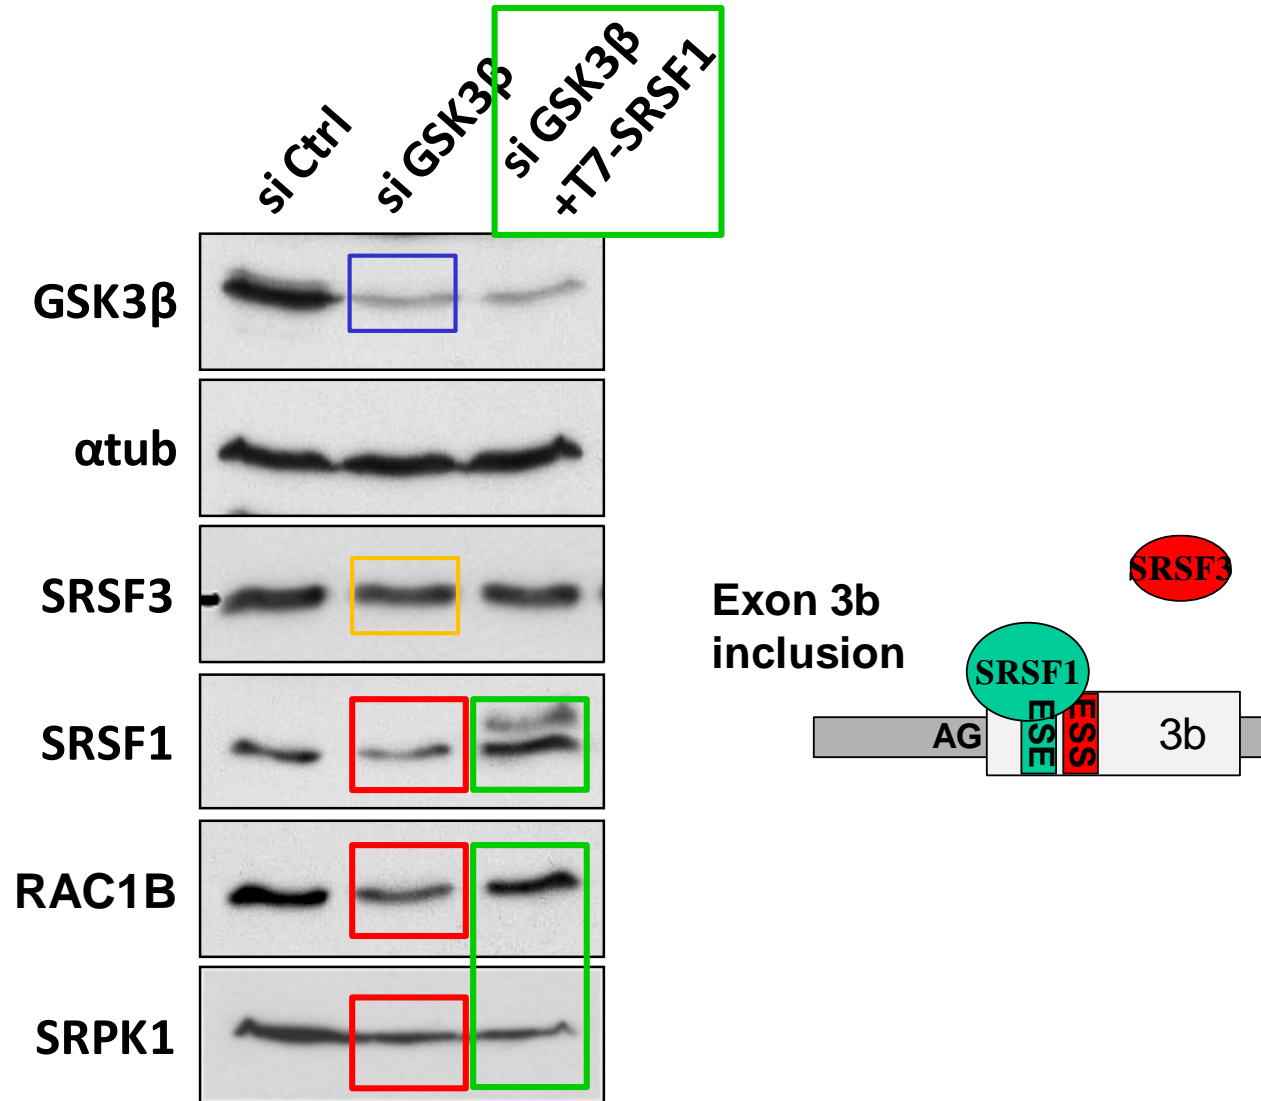 si Ctrl
si GSK3β
si GSK3β
+T7-SRSF1
GSK3β
αtub
SRSF3
SRSF1
RAC1B
SRPK1
Exon 3b
inclusion
SRSF3
SRSF1
AG
ESE
ESS
3b